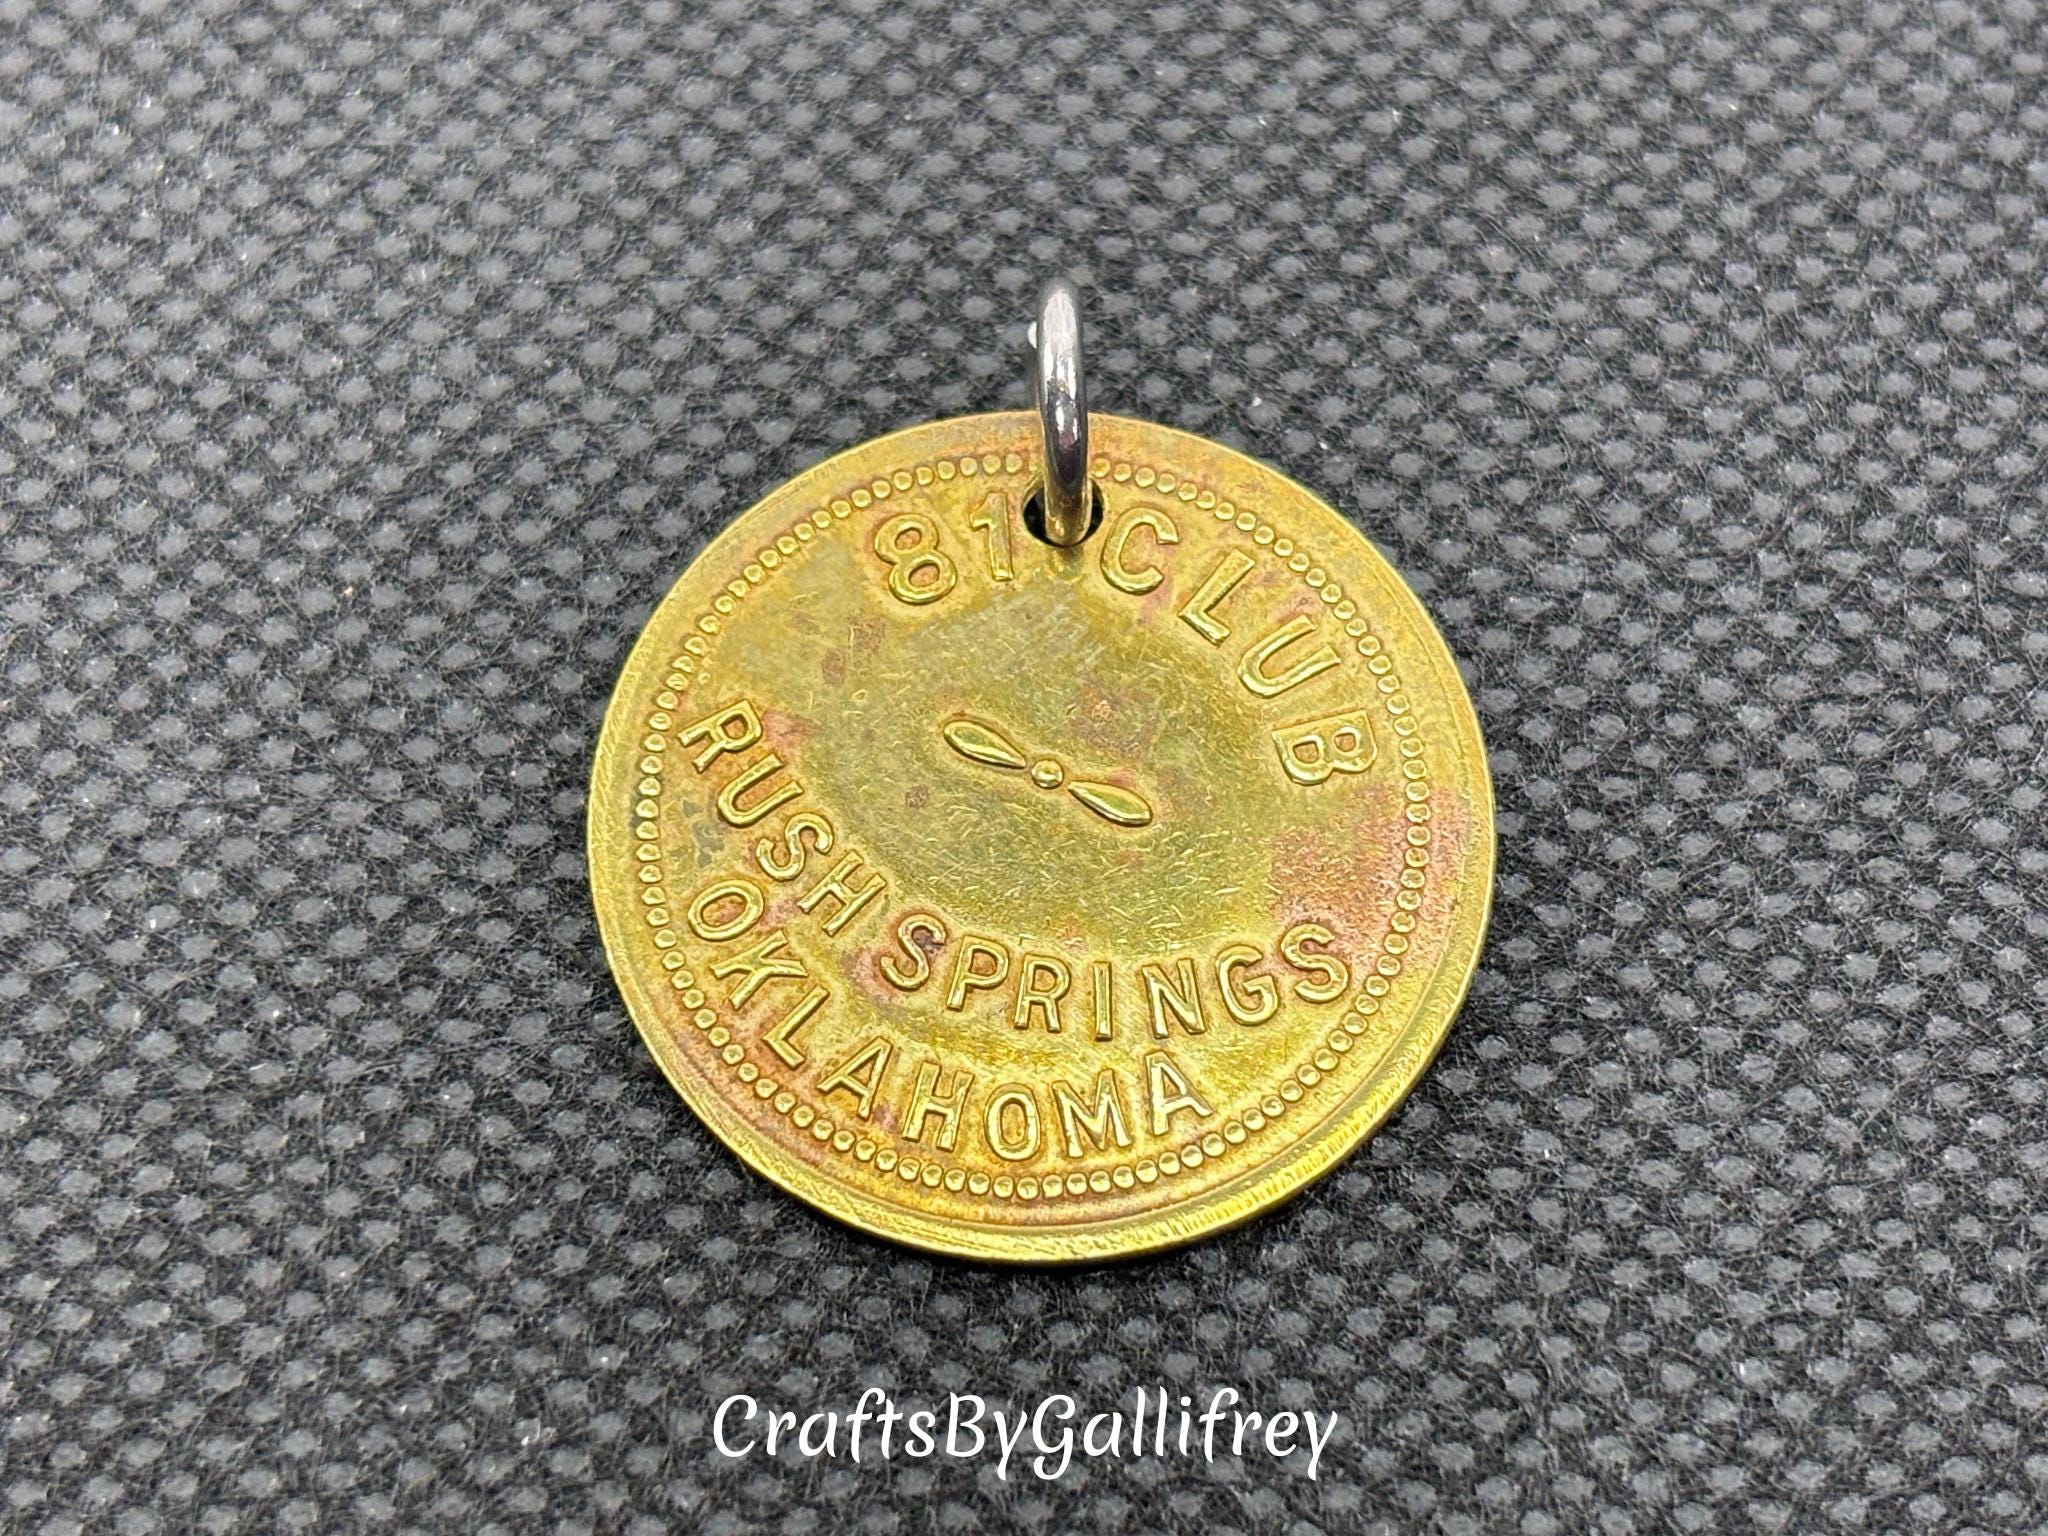 81 CLUB
RUSH SPRINGS
OKLAHOMA
CraftsByGallifrey